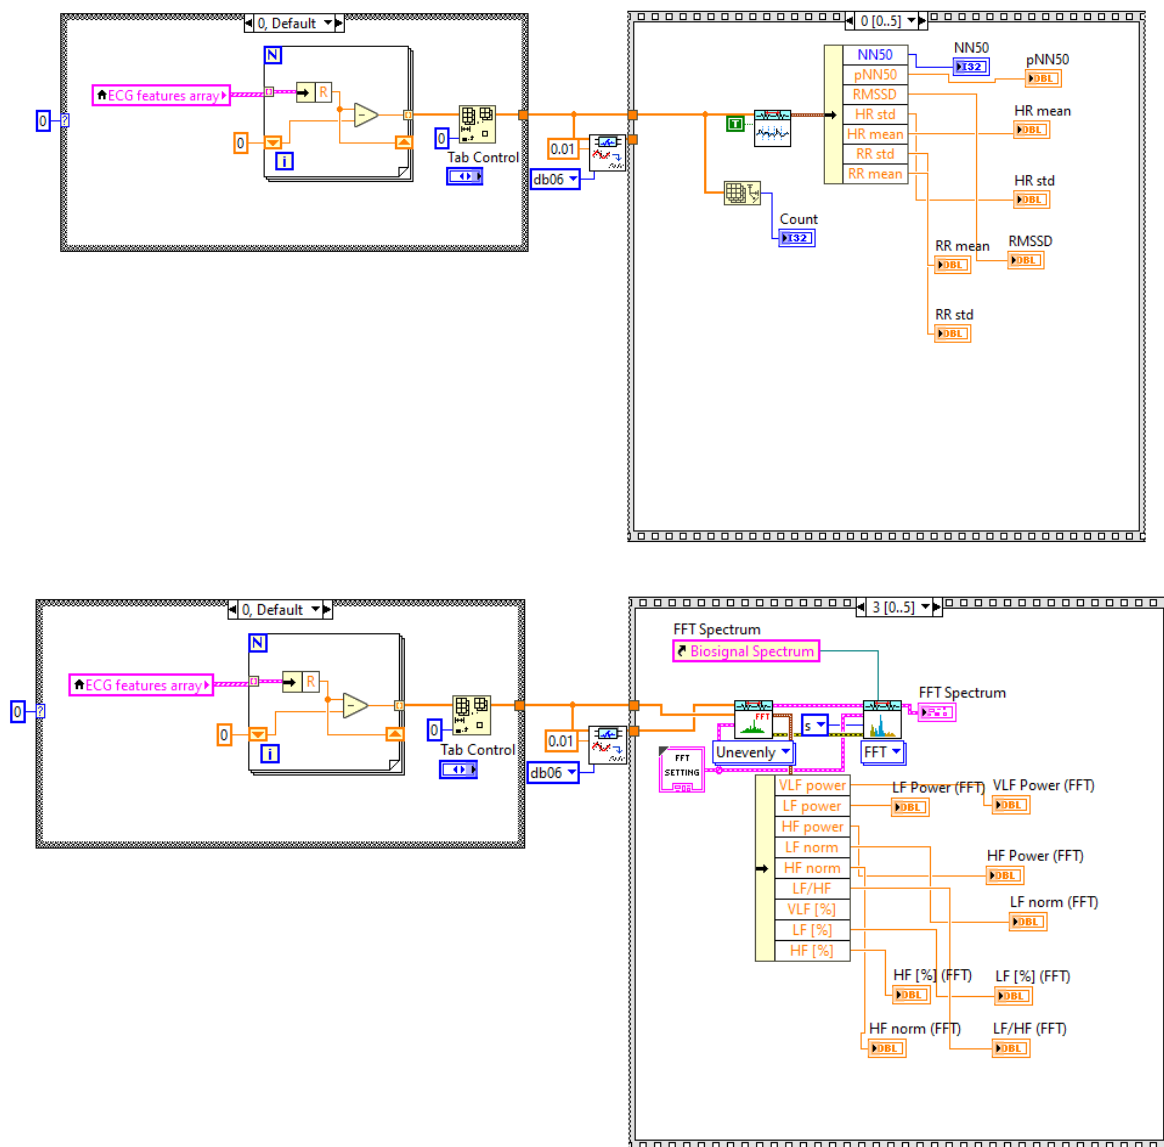 0, Default
N
ECG features array
R
0
?
0
i
0
Tab Control
0.01
db06
0 [0..5]
T
NN50
pNN50
RMSSD
HR std
HR mean
RR std
RR mean
NN50
I32
pNN50
DBL
HR mean
DBL
HR std
DBL
Count
I32
RR mean
DBL
RMSSD
DBL
RR std
DBL
0, Default
N
ECG features array
R
0
?
0
i
0
Tab Control
0.01
db06
3 [0..5]
FFT Spectrum
Biosignal Spectrum
FFT
Unevenly
s
FFT
FFT Spectrum
FFT
SETTING
VLF power
LF power
HF power
LF norm
HF norm
LF/HF
VLF [%]
LF [%]
HF [%]
LF Power (FFT)
DBL
VLF Power (FFT)
DBL
HF Power (FFT)
DBL
LF norm (FFT)
DBL
HF [%] (FFT)
DBL
LF [%] (FFT)
DBL
HF norm (FFT)
DBL
LF/HF (FFT)
DBL